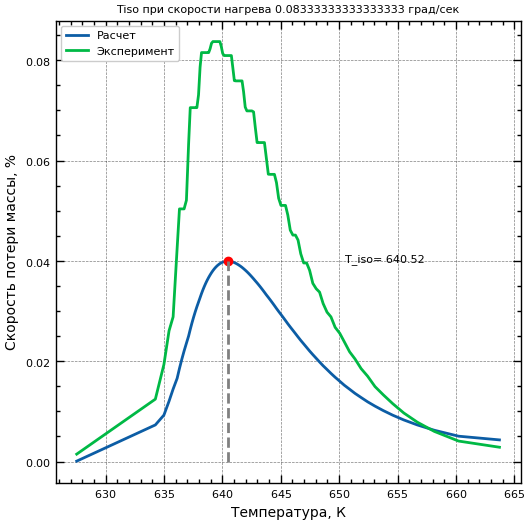 Tiso при скорости нагрева 0.08333333333333333 град/сек
Расчет
Эксперимент
Скорость потери массы, %
0.08
0.06
0.04
0.02
0.00
T_iso= 640.52
630 635 640 645 650 655 660 665
Температура, К